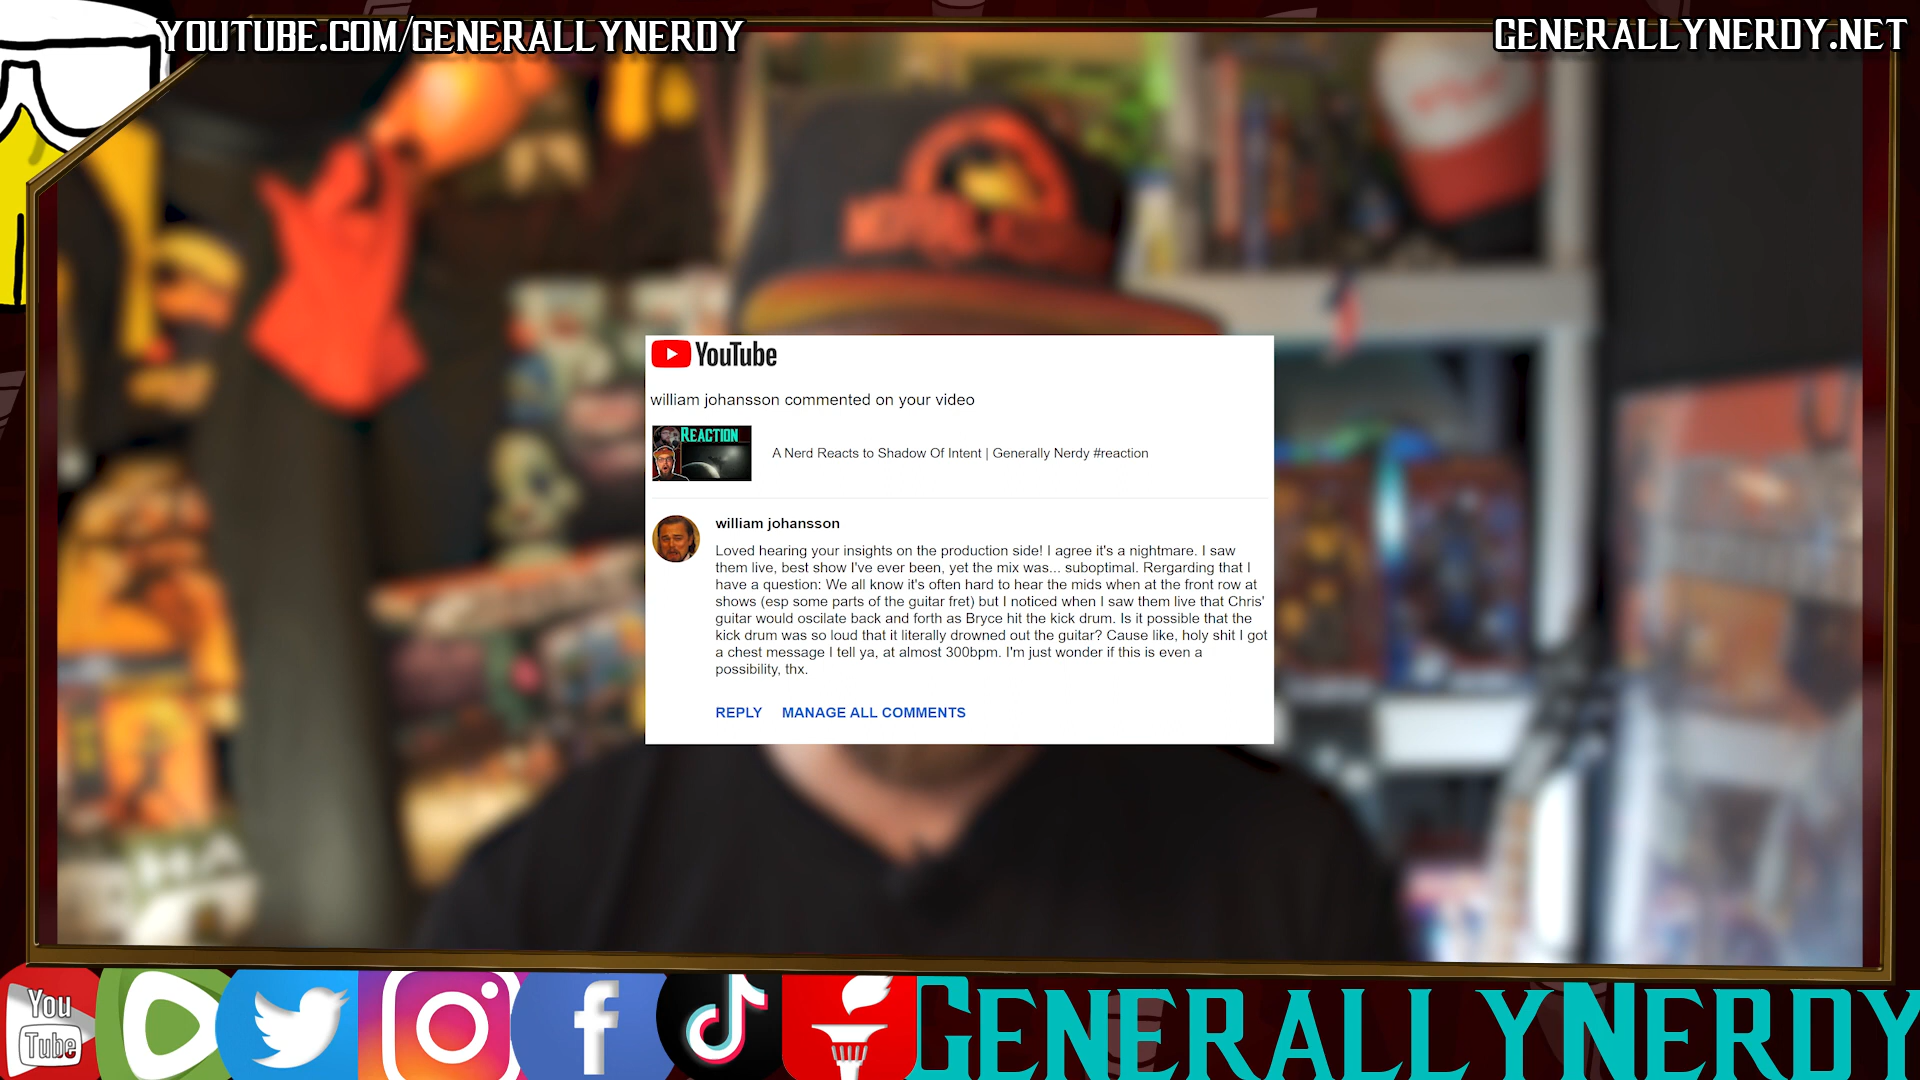 YOUTUBE.COM/GENERALLYNERDY
GENERALLYNERDY.NET
YouTube
william johansson commented on your video
REACTION
A Nerd Reacts to Shadow Of Intent | Generally Nerdy #reaction
william johansson
Loved hearing your insights on the production side! I agree it's a nightmare. I saw
them live, best show I've ever been, yet the mix was... suboptimal. Rergarding that I
have a question: We all know it's often hard to hear the mids when at the front row at
shows (esp some parts of the guitar fret) but I noticed when I saw them live that Chris'
guitar would oscilate back and forth as Bryce hit the kick drum. Is it possible that the
kick drum was so loud that it literally drowned out the guitar? Cause like, holy shit I got
a chest message I tell ya, at almost 300bpm. I'm just wonder if this is even a
possibility, thx.
REPLY MANAGE ALL COMMENTS
You
Tube
GENERALLYNERDY